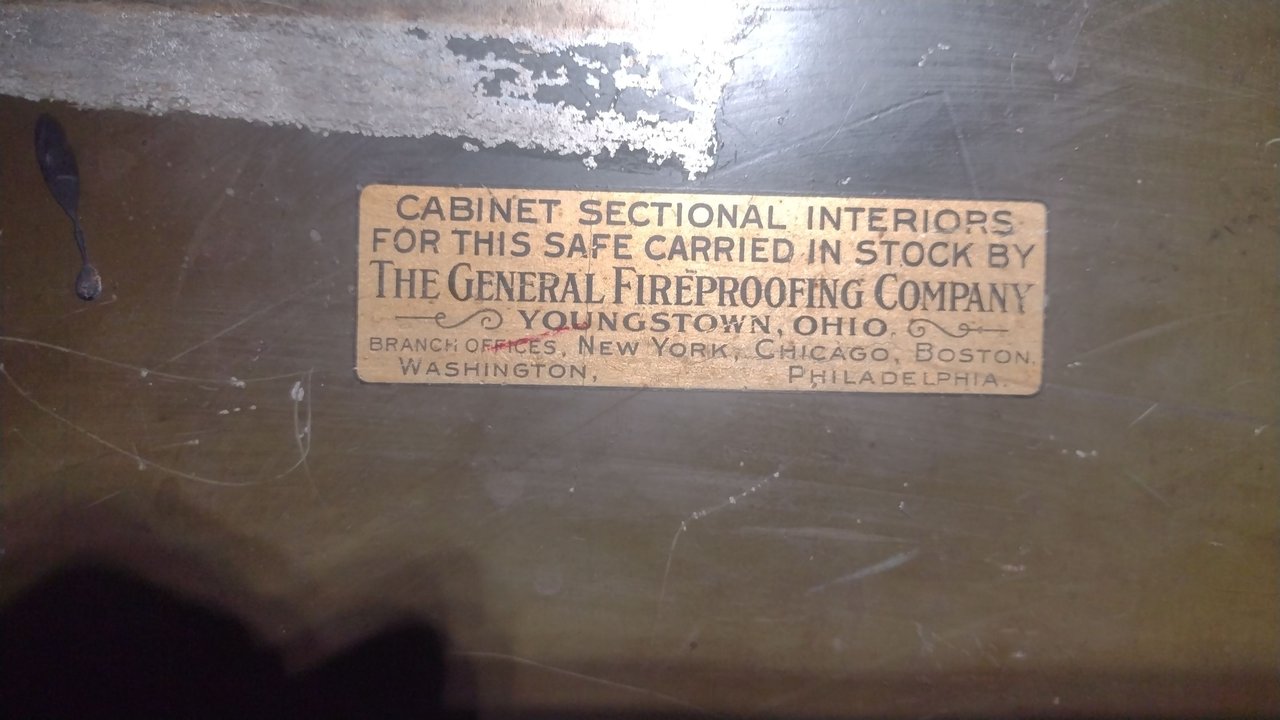 CABINET SECTIONAL INTERIORS
FOR THIS SAFE CARRIED IN STOCK BY
THE GENERAL FIREPROOFING COMPANY
YOUNGSTOWN, OHIO.
BRANCH OFFICES, NEW YORK, CHICAGO, BOSTON.
WASHINGTON, PHILADELPHIA.